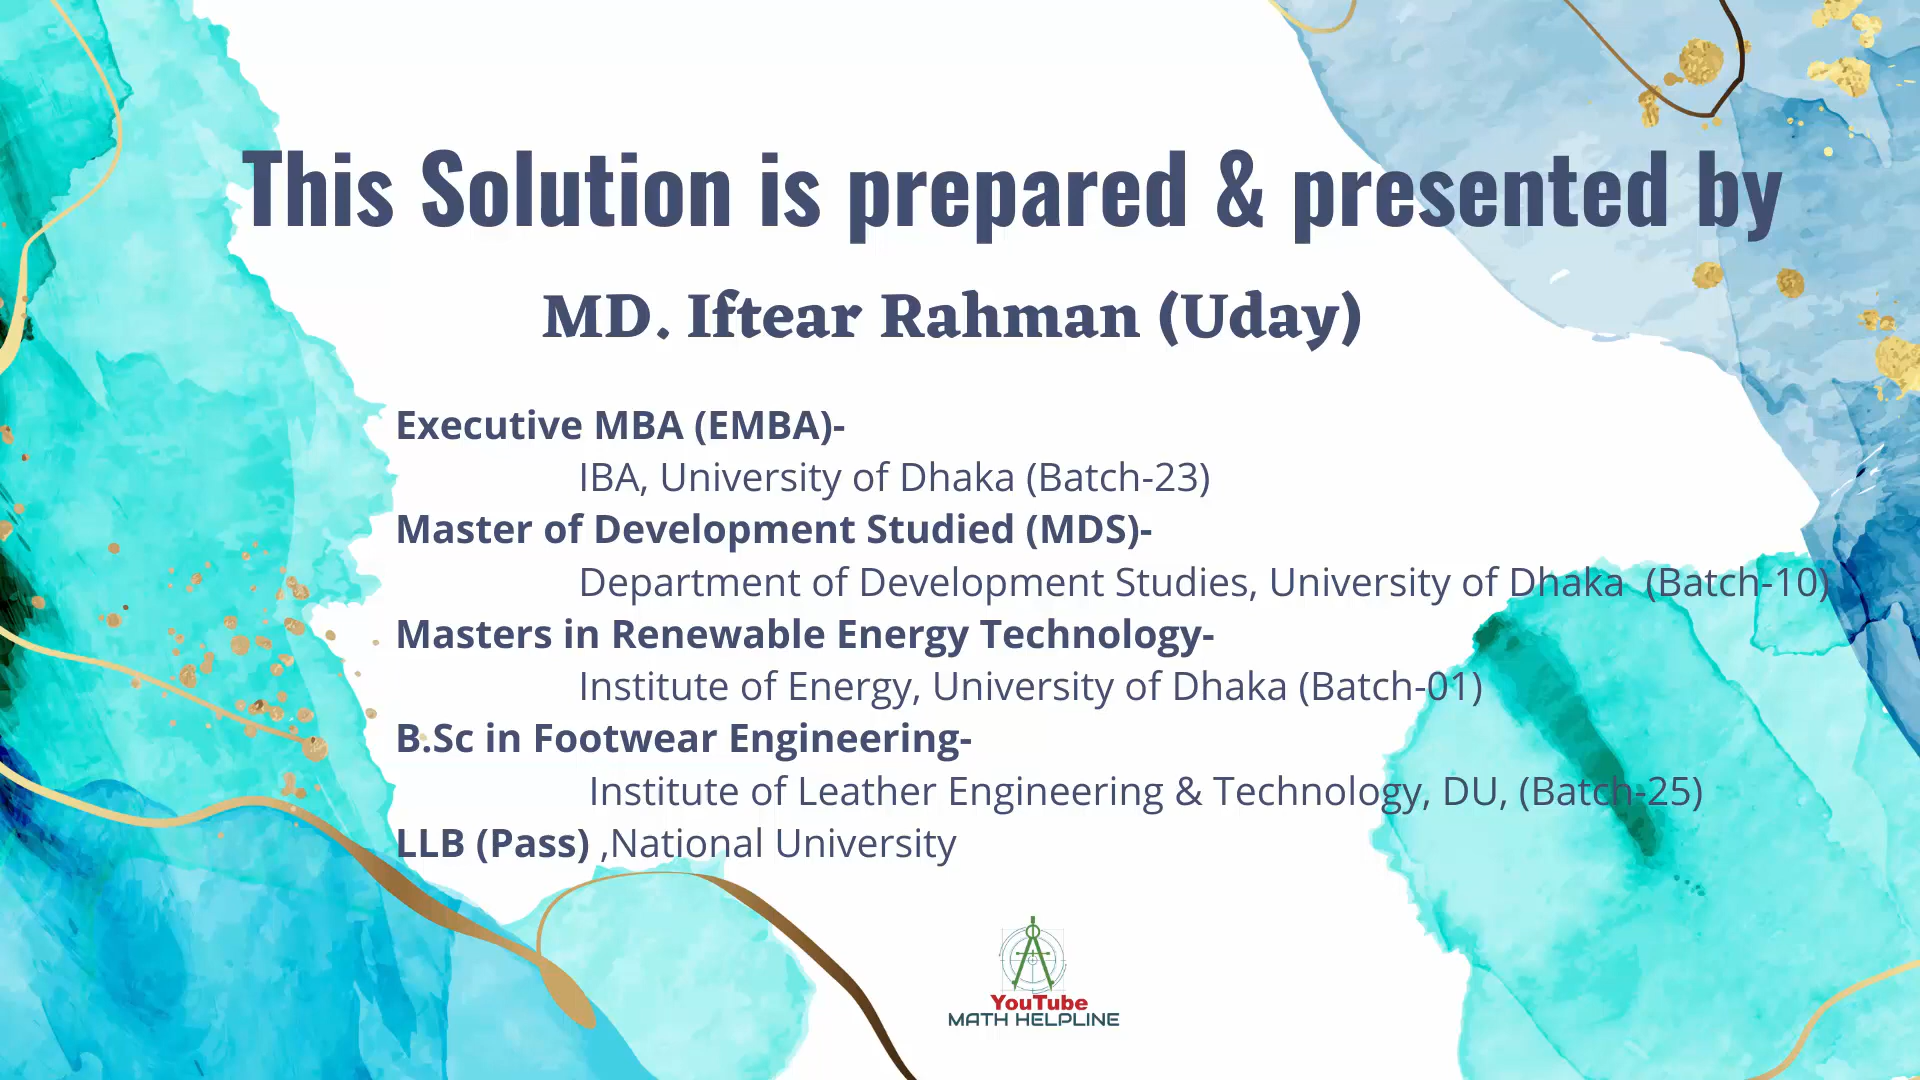 This Solution is prepared & presented by
MD. Iftear Rahman (Uday)
Executive MBA (EMBA)-
IBA, University of Dhaka (Batch-23)
Master of Development Studied (MDS)-
Department of Development Studies, University of Dhaka (Batch-10)
Masters in Renewable Energy Technology-
Institute of Energy, University of Dhaka (Batch-01)
B.Sc in Footwear Engineering-
Institute of Leather Engineering & Technology, DU, (Batch-25)
LLB (Pass) ,National University
YouTube
MATH HELPLINE